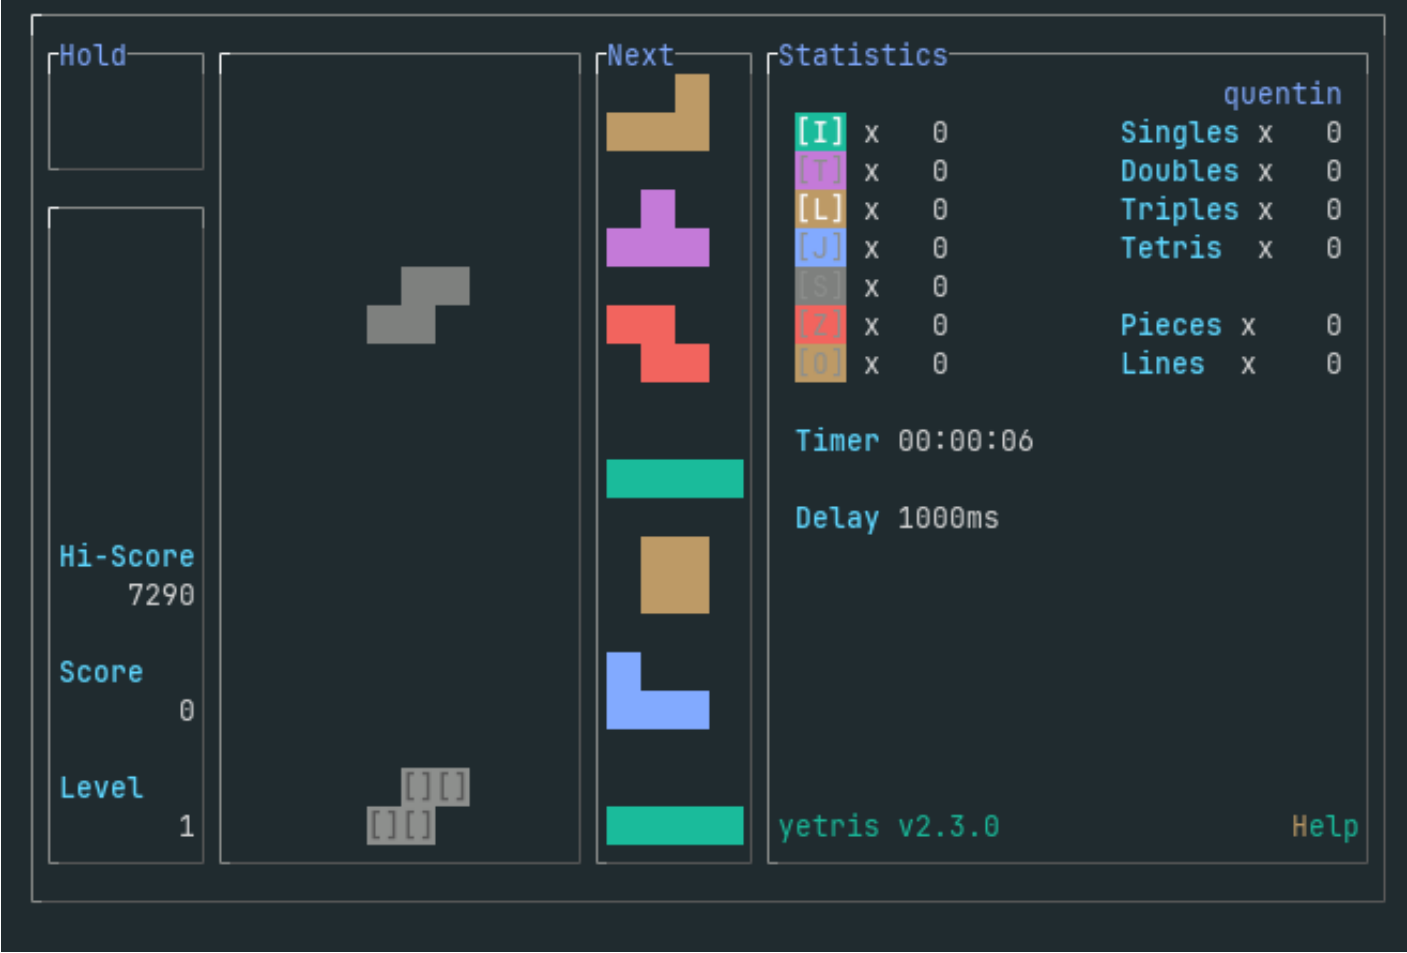 Hold
Next
Statistics
quentin
[I] x 0 Singles x 0
[T] x 0 Doubles x 0
[L] x 0 Triples x 0
[J] x 0 Tetris x 0
[S] x 0
[Z] x 0 Pieces x 0
[O] x 0 Lines x 0
Timer 00:00:06
Delay 1000ms
Hi-Score
7290
Score
0
Level
1
[][]
[][]
yetris v2.3.0
Help